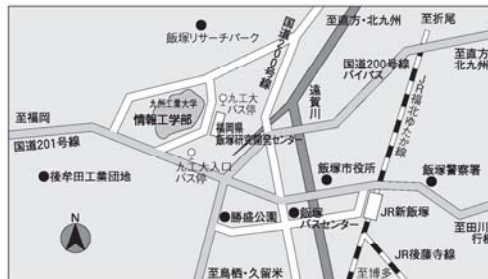 至直方・北九州
至折尾
飯塚リサーチパーク
国道200号線
至直方
北九州
国道200号線
バイパス
遠賀川
JR福北ゆたか線
九州工業大学
情報工学部
九工大
バス停
福岡県
飯塚研究開発センター
至福岡
国道201号線
九工大入口
バス停
飯塚市役所
飯塚警察署
後牟田工業団地
N
勝盛公園
飯塚
バスセンター
JR新飯塚
至田川
行橋
JR後藤寺線
至鳥栖・久留米
至博多